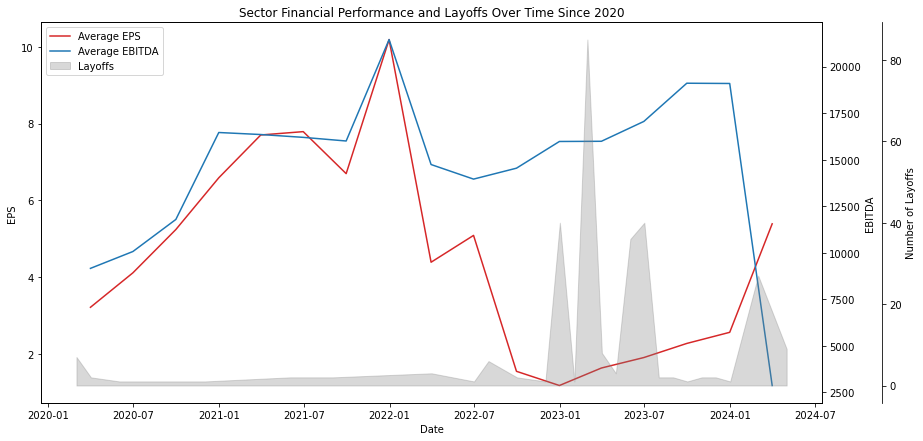 Sector Financial Performance and Layoffs Over Time Since 2020
Average EPS
Average EBITDA
Layoffs
10
8
6
4
2
EPS
20000
17500
15000
12500
10000
7500
5000
2500
EBITDA
80
60
40
20
0
Number of Layoffs
2020-01 2020-07 2021-01 2021-07 2022-01 2022-07 2023-01 2023-07 2024-01 2024-07
Date